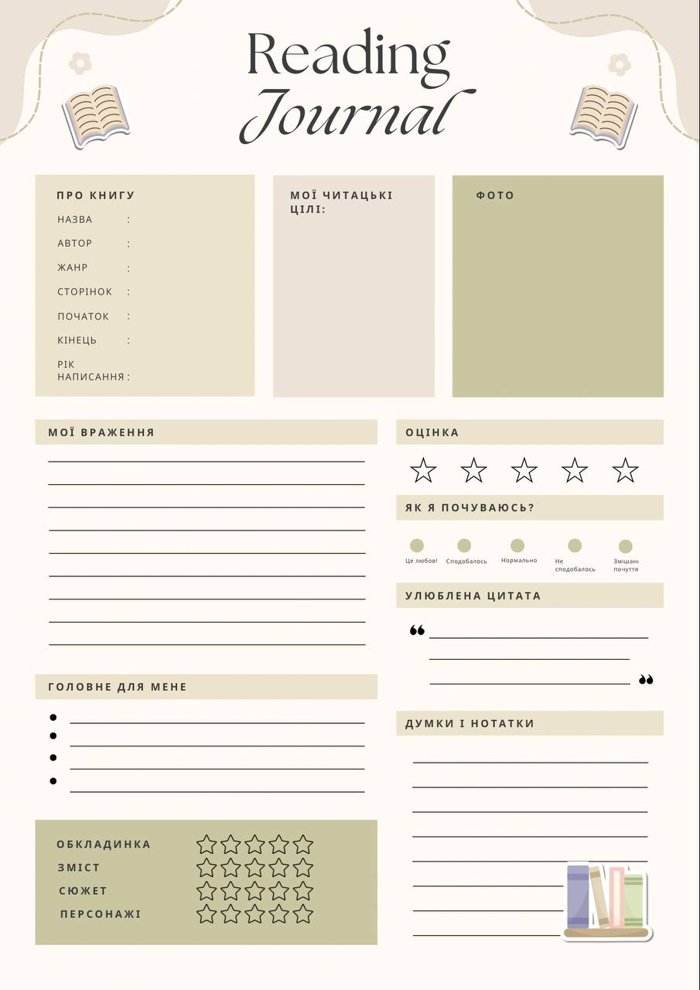 Reading
Journal
ПРО КНИГУ
НАЗВА :
АВТОР :
ЖАНР :
СТОРІНОК :
ПОЧАТОК :
КІНЕЦЬ :
РІК
НАПИСАННЯ :
МОЇ ЧИТАЦЬКІ
ЦІЛІ:
ФОТО
МОЇ ВРАЖЕННЯ
ГОЛОВНЕ ДЛЯ МЕНЕ
ОБКЛАДИНКА
ЗМІСТ
СЮЖЕТ
ПЕРСОНАЖІ
ОЦІНКА
ЯК Я ПОЧУВАЮСЬ?
Це любов! Сподобалось Нормально Не Змішані
сподобалось почуття
УЛЮБЛЕНА ЦИТАТА
❝
❞
ДУМКИ І НОТАТКИ